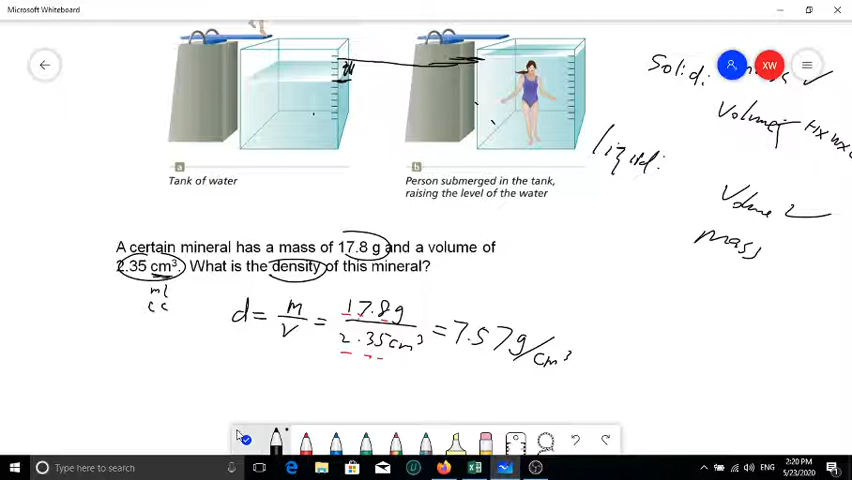 Microsoft Whiteboard
Solid:
XW
Volume
liquid:
a
b
Tank of water
Person submerged in the tank,
raising the level of the water
Volume
mass
A certain mineral has a mass of 17.8 g and a volume of
2.35 cm³. What is the density of this mineral?
ml
cc
d = m/V = 17.8g / 2.35cm³ = 7.57g/cm³
Type here to search
ENG
2:20 PM
5/23/2020